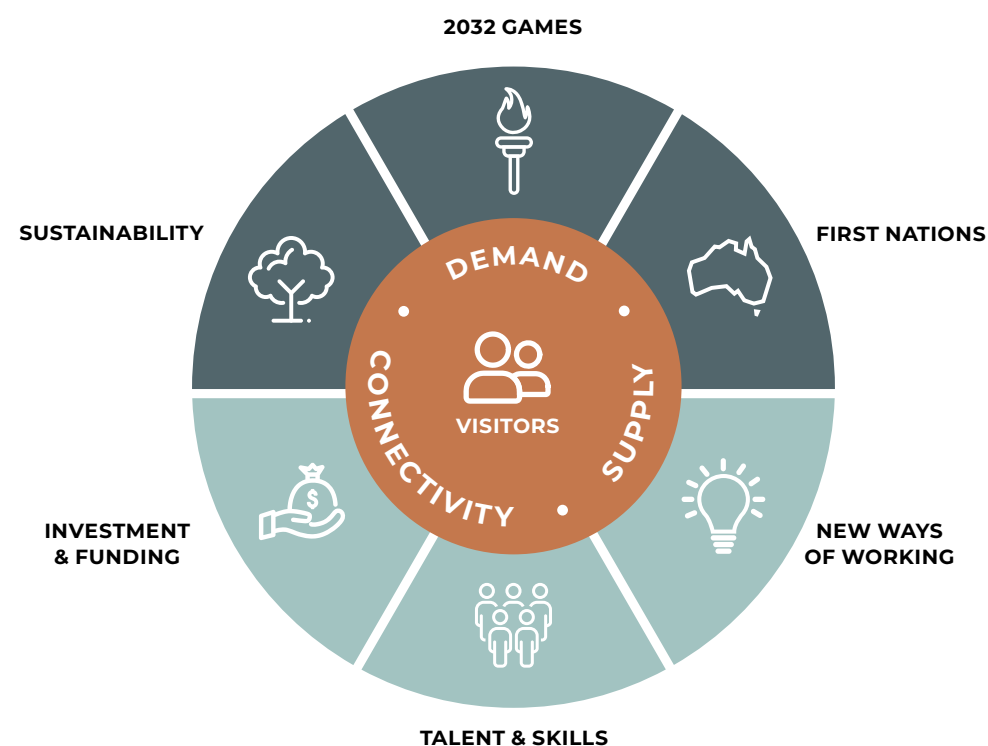 2032 GAMES
SUSTAINABILITY
FIRST NATIONS
DEMAND
CONNECTIVITY
SUPPLY
VISITORS
$
INVESTMENT
& FUNDING
NEW WAYS
OF WORKING
TALENT & SKILLS